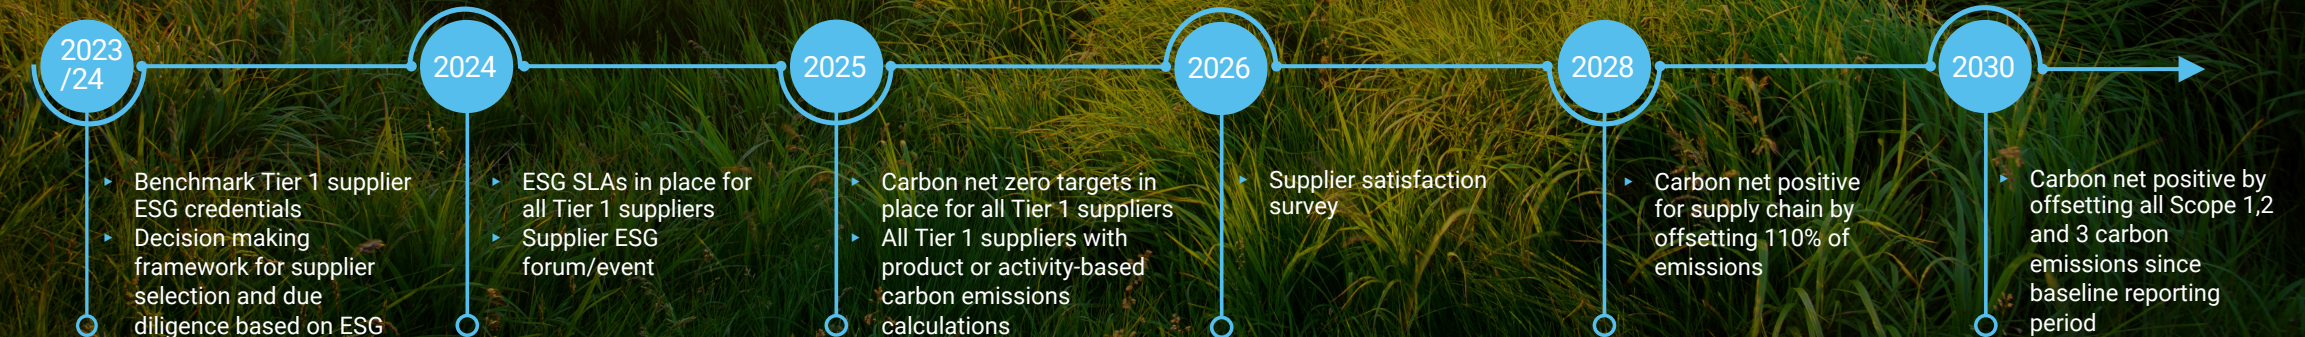 2023
/24
Benchmark Tier 1 supplier
ESG credentials
Decision making
framework for supplier
selection and due
diligence based on ESG
2024
ESG SLAs in place for
all Tier 1 suppliers
Supplier ESG
forum/event
2025
Carbon net zero targets in
place for all Tier 1 suppliers
All Tier 1 suppliers with
product or activity-based
carbon emissions
calculations
2026
Supplier satisfaction
survey
2028
Carbon net positive
for supply chain by
offsetting 110% of
emissions
2030
Carbon net positive by
offsetting all Scope 1,2
and 3 carbon
emissions since
baseline reporting
period